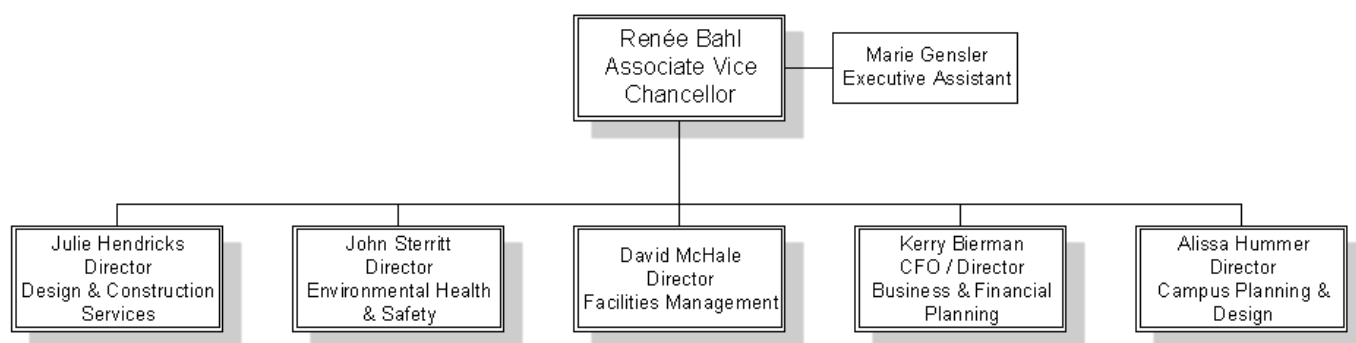 Renée Bahl
Associate Vice
Chancellor
Marie Gensler
Executive Assistant
Julie Hendricks
Director
Design & Construction
Services
John Sterritt
Director
Environmental Health
& Safety
David McHale
Director
Facilities Management
Kerry Bierman
CFO / Director
Business & Financial
Planning
Alissa Hummer
Director
Campus Planning &
Design